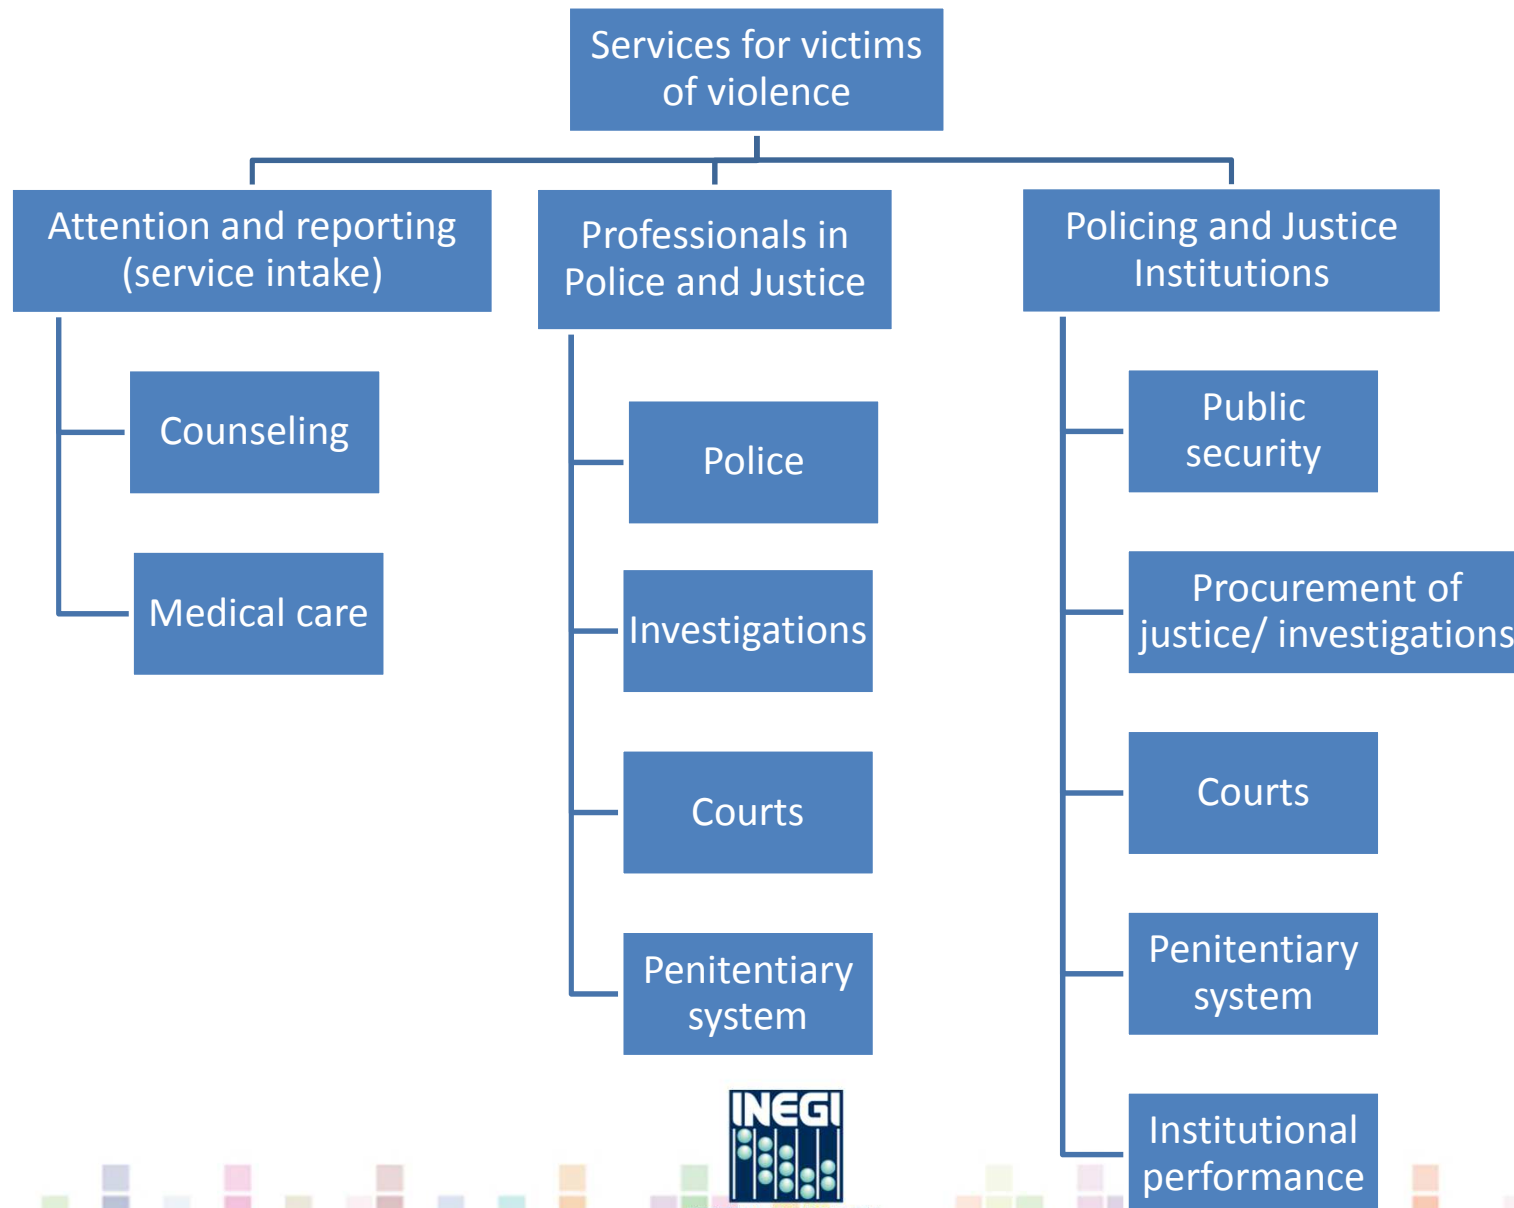 Services for victims
of violence
Attention and reporting
(service intake)
Counseling
Medical care
Professionals in
Police and Justice
Police
Investigations
Courts
Penitentiary
system
Policing and Justice
Institutions
Public
security
Procurement of
justice/ investigations
Courts
Penitentiary
system
Institutional
performance
INEGI